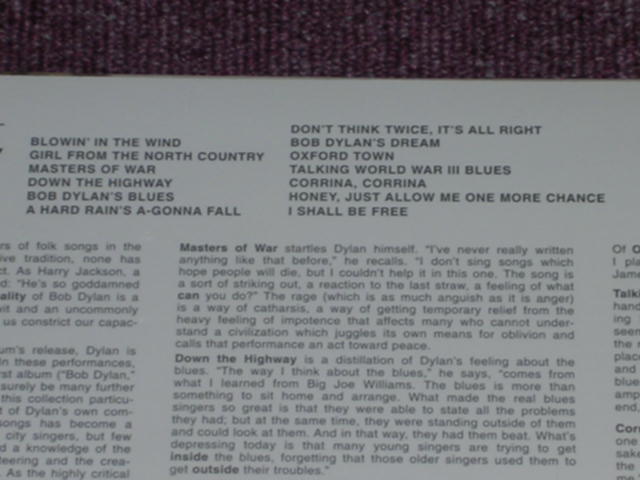 BLOWIN' IN THE WIND
GIRL FROM THE NORTH COUNTRY
MASTERS OF WAR
DOWN THE HIGHWAY
BOB DYLAN'S BLUES
A HARD RAIN'S A-GONNA FALL
DON'T THINK TWICE, IT'S ALL RIGHT
BOB DYLAN'S DREAM
OXFORD TOWN
TALKING WORLD WAR III BLUES
CORRINA, CORRINA
HONEY, JUST ALLOW ME ONE MORE CHANCE
I SHALL BE FREE
rs of folk songs in the
ive tradition, none has
ct. As Harry Jackson, a
d: "He's so goddamned
ality of Bob Dylan is a
wit and an uncommonly
us constrict our capac-
um's release, Dylan is
In these performances,
rst album ("Bob Dylan,"
surely be many further
this collection particu-
t of Dylan's own com-
songs has become a
city singers, but few
d a knowledge of the
teering and the crea-
. As the highly critical
Masters of War startles Dylan himself. "I've never really written
anything like that before," he recalls. "I don't sing songs which
hope people will die, but I couldn't help it in this one. The song is
a sort of striking out, a reaction to the last straw, a feeling of what
can you do?" The rage (which is as much anguish as it is anger)
is a way of catharsis, a way of getting temporary relief from the
heavy feeling of impotence that affects many who cannot under-
stand a civilization which juggles its own means for oblivion and
calls that performance an act toward peace.
Down the Highway is a distillation of Dylan's feeling about the
blues. "The way I think about the blues," he says, "comes from
what I learned from Big Joe Williams. The blues is more than
something to sit home and arrange. What made the real blues
singers so great is that they were able to state all the problems
they had; but at the same time, they were standing outside of them
and could look at them. And in that way, they had them beat. What's
depressing today is that many young singers are trying to get
inside the blues, forgetting that those older singers used them to
get outside their troubles."
Of O
I pla
Jame
Talki
hand
ing
seem
the r
place
and
blue
amp
end.
Corr
one
sake
the
me